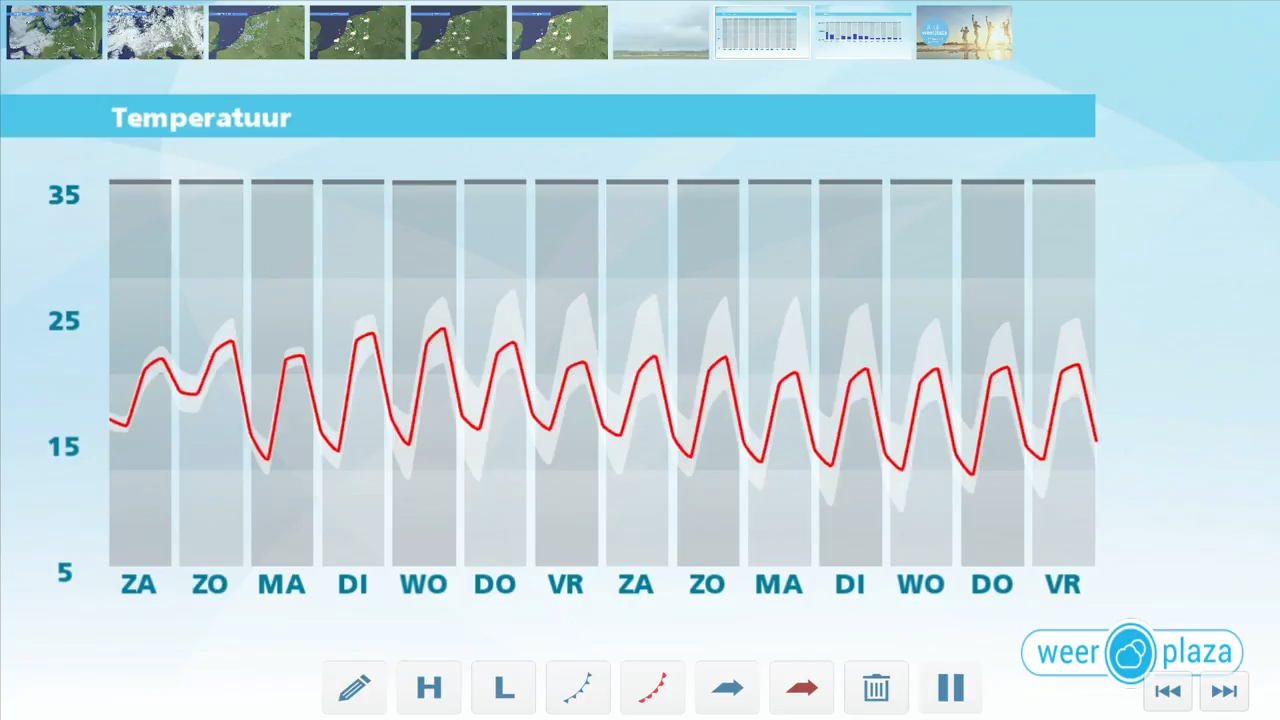 Temperatuur
35
25
15
5
ZA ZO MA DI WO DO VR ZA ZO MA DI WO DO VR
weer plaza
H L